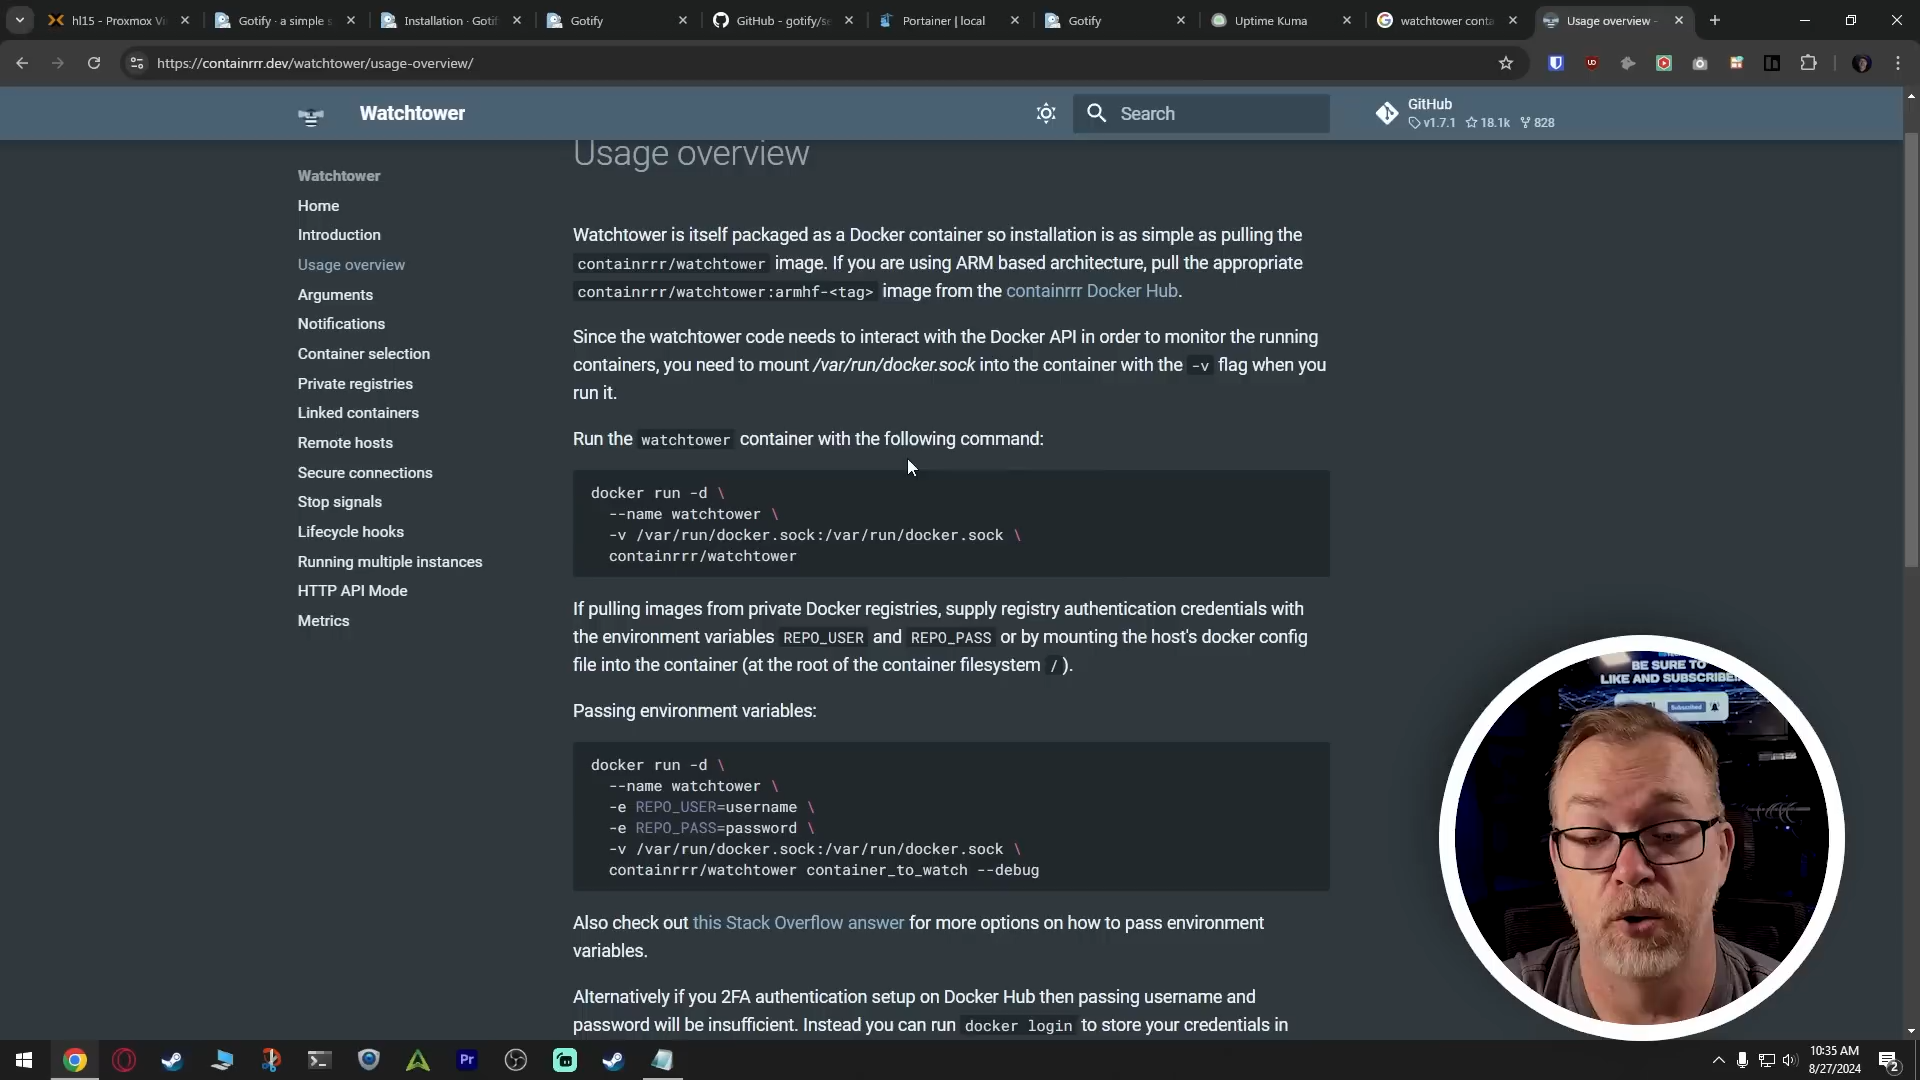 hl15 - Proxmox Vi
Gotify · a simple s
Installation · Goti
Gotify
GitHub - gotify/se
Portainer | local
Gotify
Uptime Kuma
watchtower conta
Usage overview -
https://containrrr.dev/watchtower/usage-overview/
Watchtower
Search
GitHub
v1.7.1 18.1k 828
Watchtower
Home
Introduction
Usage overview
Arguments
Notifications
Container selection
Private registries
Linked containers
Remote hosts
Secure connections
Stop signals
Lifecycle hooks
Running multiple instances
HTTP API Mode
Metrics
Usage overview
Watchtower is itself packaged as a Docker container so installation is as simple as pulling the
containrrr/watchtower image. If you are using ARM based architecture, pull the appropriate
containrrr/watchtower:armhf-<tag> image from the containrrr Docker Hub.
Since the watchtower code needs to interact with the Docker API in order to monitor the running
containers, you need to mount /var/run/docker.sock into the container with the -v flag when you
run it.
Run the watchtower container with the following command:
docker run -d \
--name watchtower \
-v /var/run/docker.sock:/var/run/docker.sock \
containrrr/watchtower
If pulling images from private Docker registries, supply registry authentication credentials with
the environment variables REPO_USER and REPO_PASS or by mounting the host's docker config
file into the container (at the root of the container filesystem / ).
Passing environment variables:
docker run -d \
--name watchtower \
-e REPO_USER=username \
-e REPO_PASS=password \
-v /var/run/docker.sock:/var/run/docker.sock \
containrrr/watchtower container_to_watch --debug
Also check out this Stack Overflow answer for more options on how to pass environment
variables.
Alternatively if you 2FA authentication setup on Docker Hub then passing username and
password will be insufficient. Instead you can run docker login to store your credentials in
BE SURE TO
LIKE AND SUBSCRIBE!
Subscribed
Pr
10:35 AM
8/27/2024
2